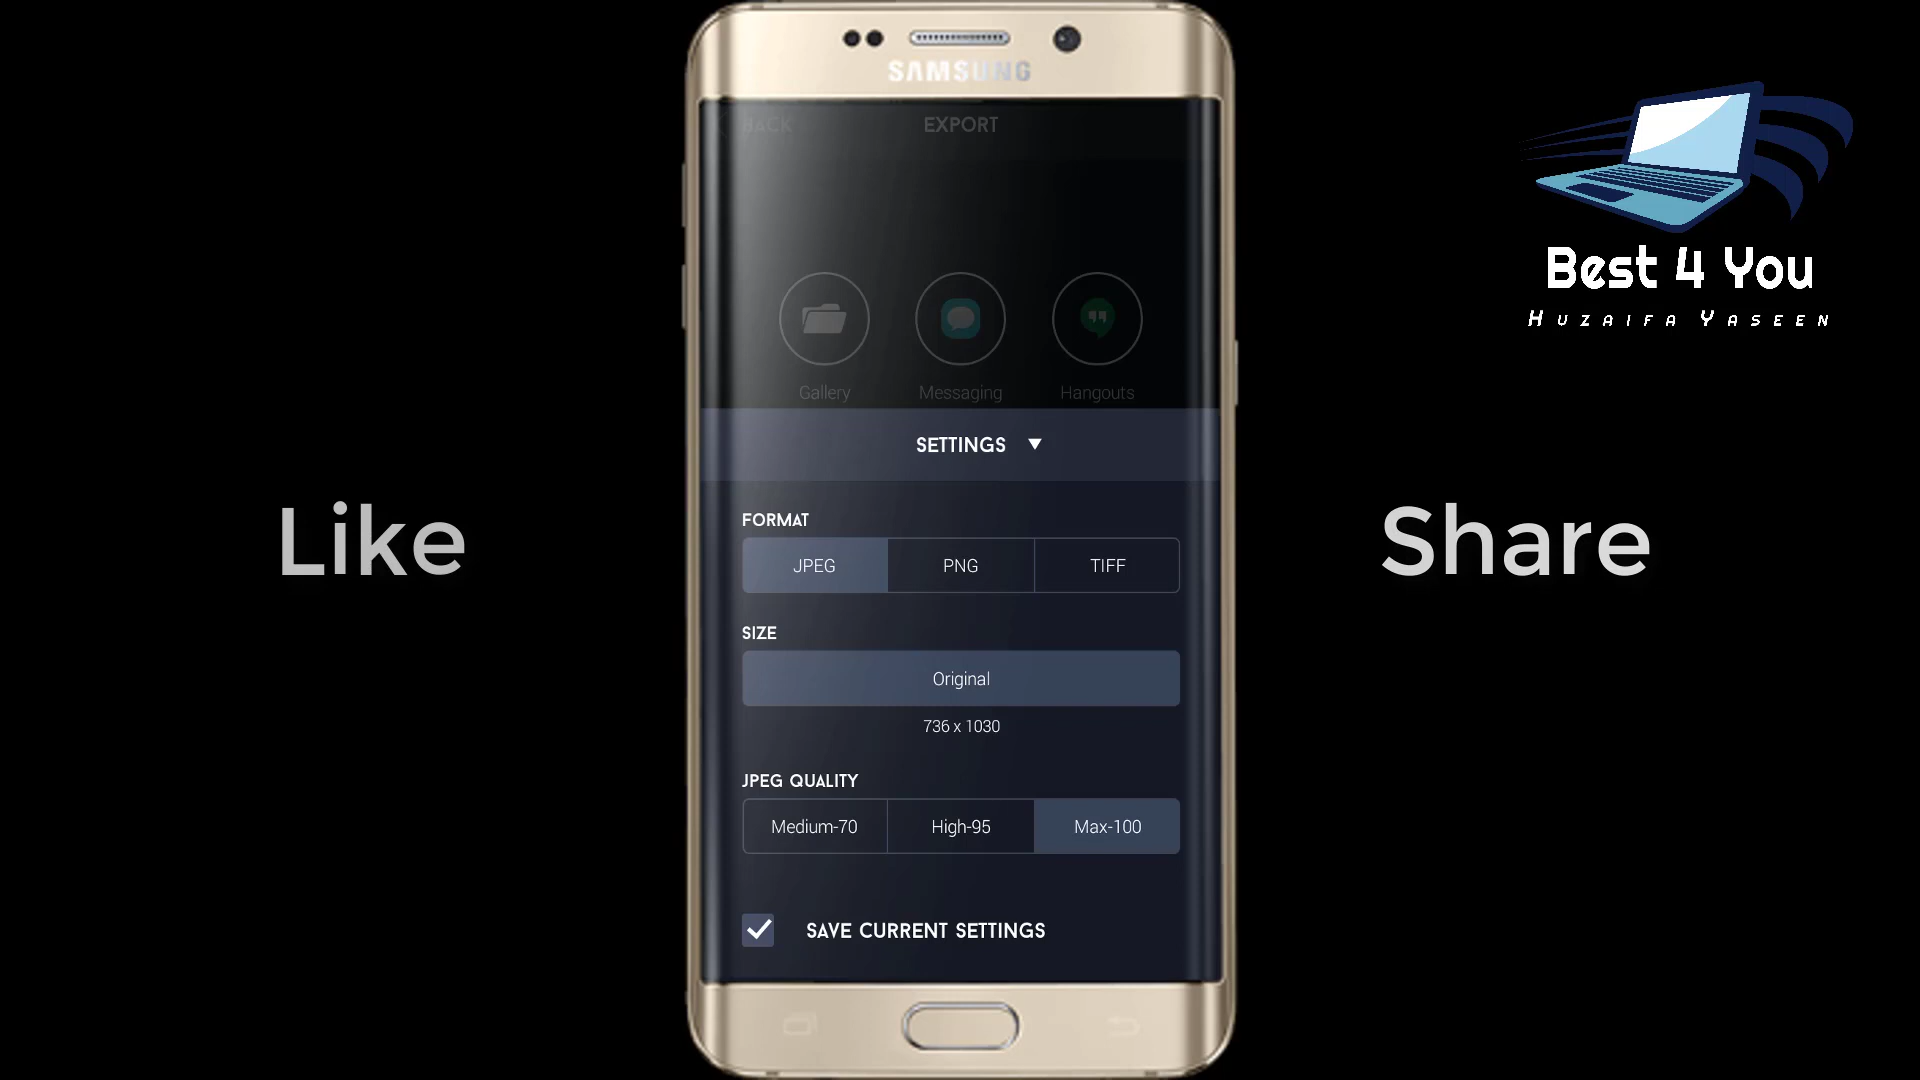 SAMSUNG
BACK
EXPORT
Best 4 You
Huzaifa Yaseen
Gallery
Messaging
Hangouts
SETTINGS
Like
Share
FORMAT
JPEG
PNG
TIFF
SIZE
Original
736 x 1030
JPEG QUALITY
Medium-70
High-95
Max-100
SAVE CURRENT SETTINGS